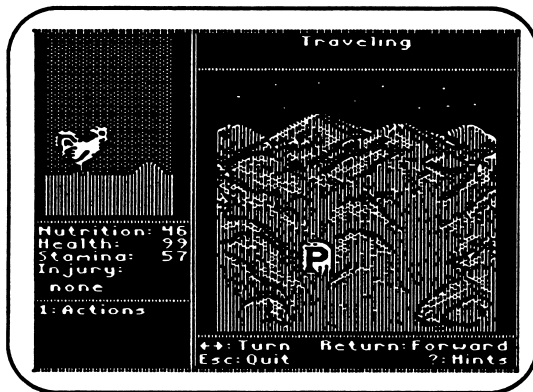 Traveling
P
Nutrition: 46
Health: 99
Stamina: 57
Injury:
none
1:Actions
↔:Turn Return:Forward
Esc:Quit ?:Hints